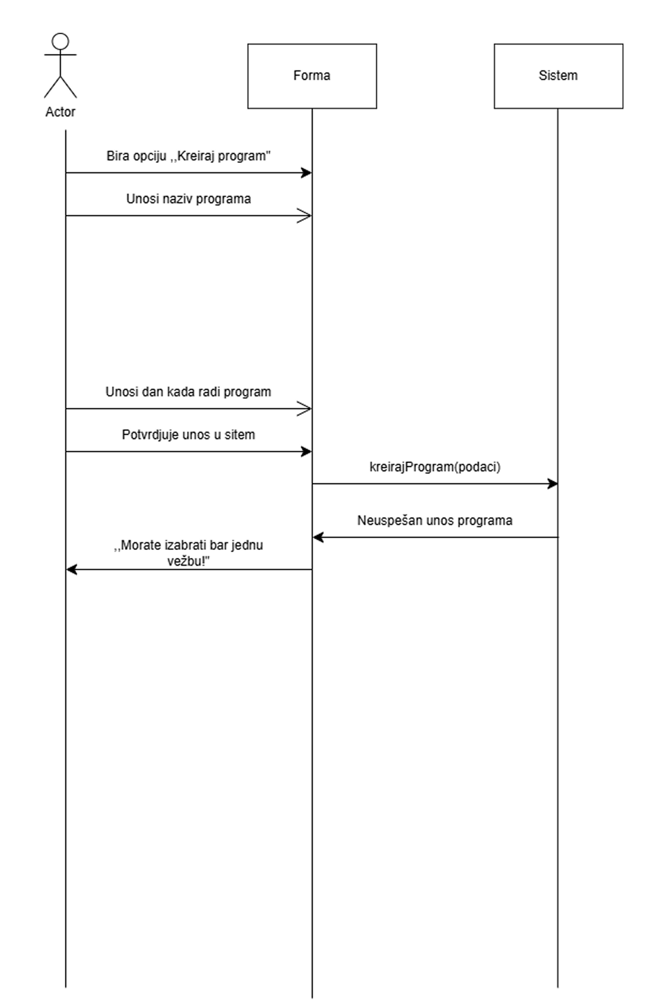 Actor
Forma
Sistem
Bira opciju ,,Kreiraj program"
Unosi naziv programa
Unosi dan kada radi program
Potvrdjuje unos u sitem
kreirajProgram(podaci)
Neuspešan unos programa
,,Morate izabrati bar jednu
vežbu!"